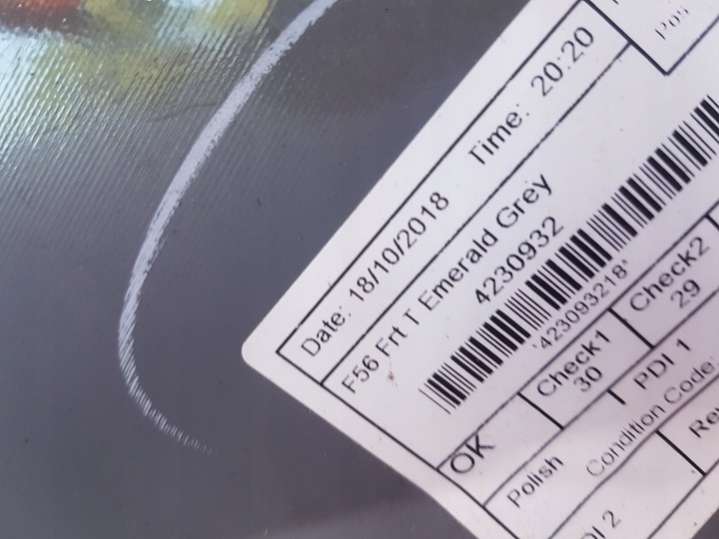 Date: 18/10/2018 Time: 20:20
F56 Frt T Emerald Grey
4230932
*423093218*
OK Check1 Check2
30 29
Polish PDI 1
Condition Code: